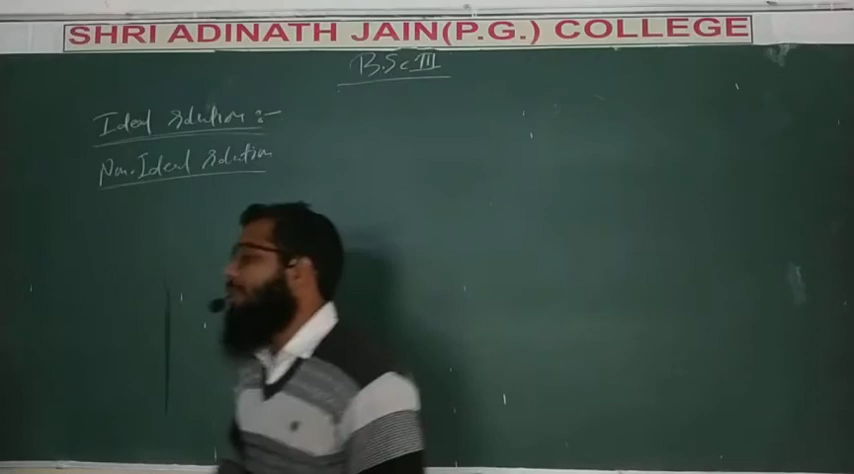 SHRI ADINATH JAIN(P.G.) COLLEGE
B.Sc III
Ideal Solution :-
Non. Ideal Solution